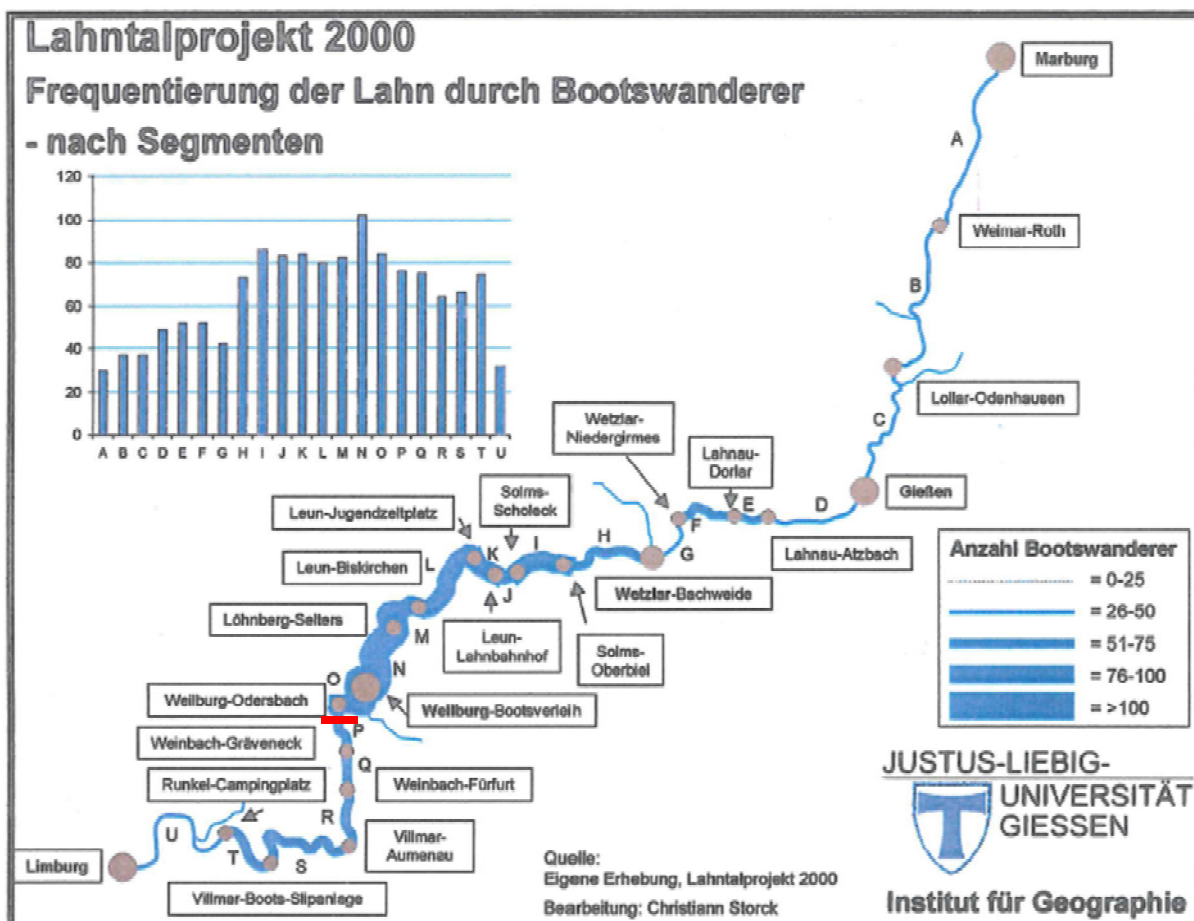 Lahntalprojekt 2000
Frequentierung der Lahn durch Bootswanderer
- nach Segmenten
120
100
80
60
40
20
0
A B C D E F G H I J K L M N O P Q R S T U
Marburg
A
Weimar-Roth
B
Lollar-Odenhausen
C
Gießen
D
Lahnau-Atzbach
E
Lahnau-
Dorlar
F
Wetzlar-
Niedergirmes
G
Wetzlar-Bachweide
H
Solms-
Oberbiel
I
Solms-
Scholeck
J
Leun-
Lahnbahnhof
K
Leun-Jugendzeltplatz
L
Leun-Biskirchen
M
Löhnberg-Selters
N
Weilburg-Bootsverleih
O
Weilburg-Odersbach
P
Weinbach-Gräveneck
Q
Weinbach-Fürfurt
R
Villmar-
Aumenau
S
Villmar-Boots-Slipanlage
T
Runkel-Campingplatz
U
Limburg
Anzahl Bootswanderer
= 0-25
= 26-50
= 51-75
= 76-100
= >100
JUSTUS-LIEBIG-
UNIVERSITÄT
GIESSEN
Institut für Geographie
Quelle:
Eigene Erhebung, Lahntalprojekt 2000
Bearbeitung: Christiann Storck